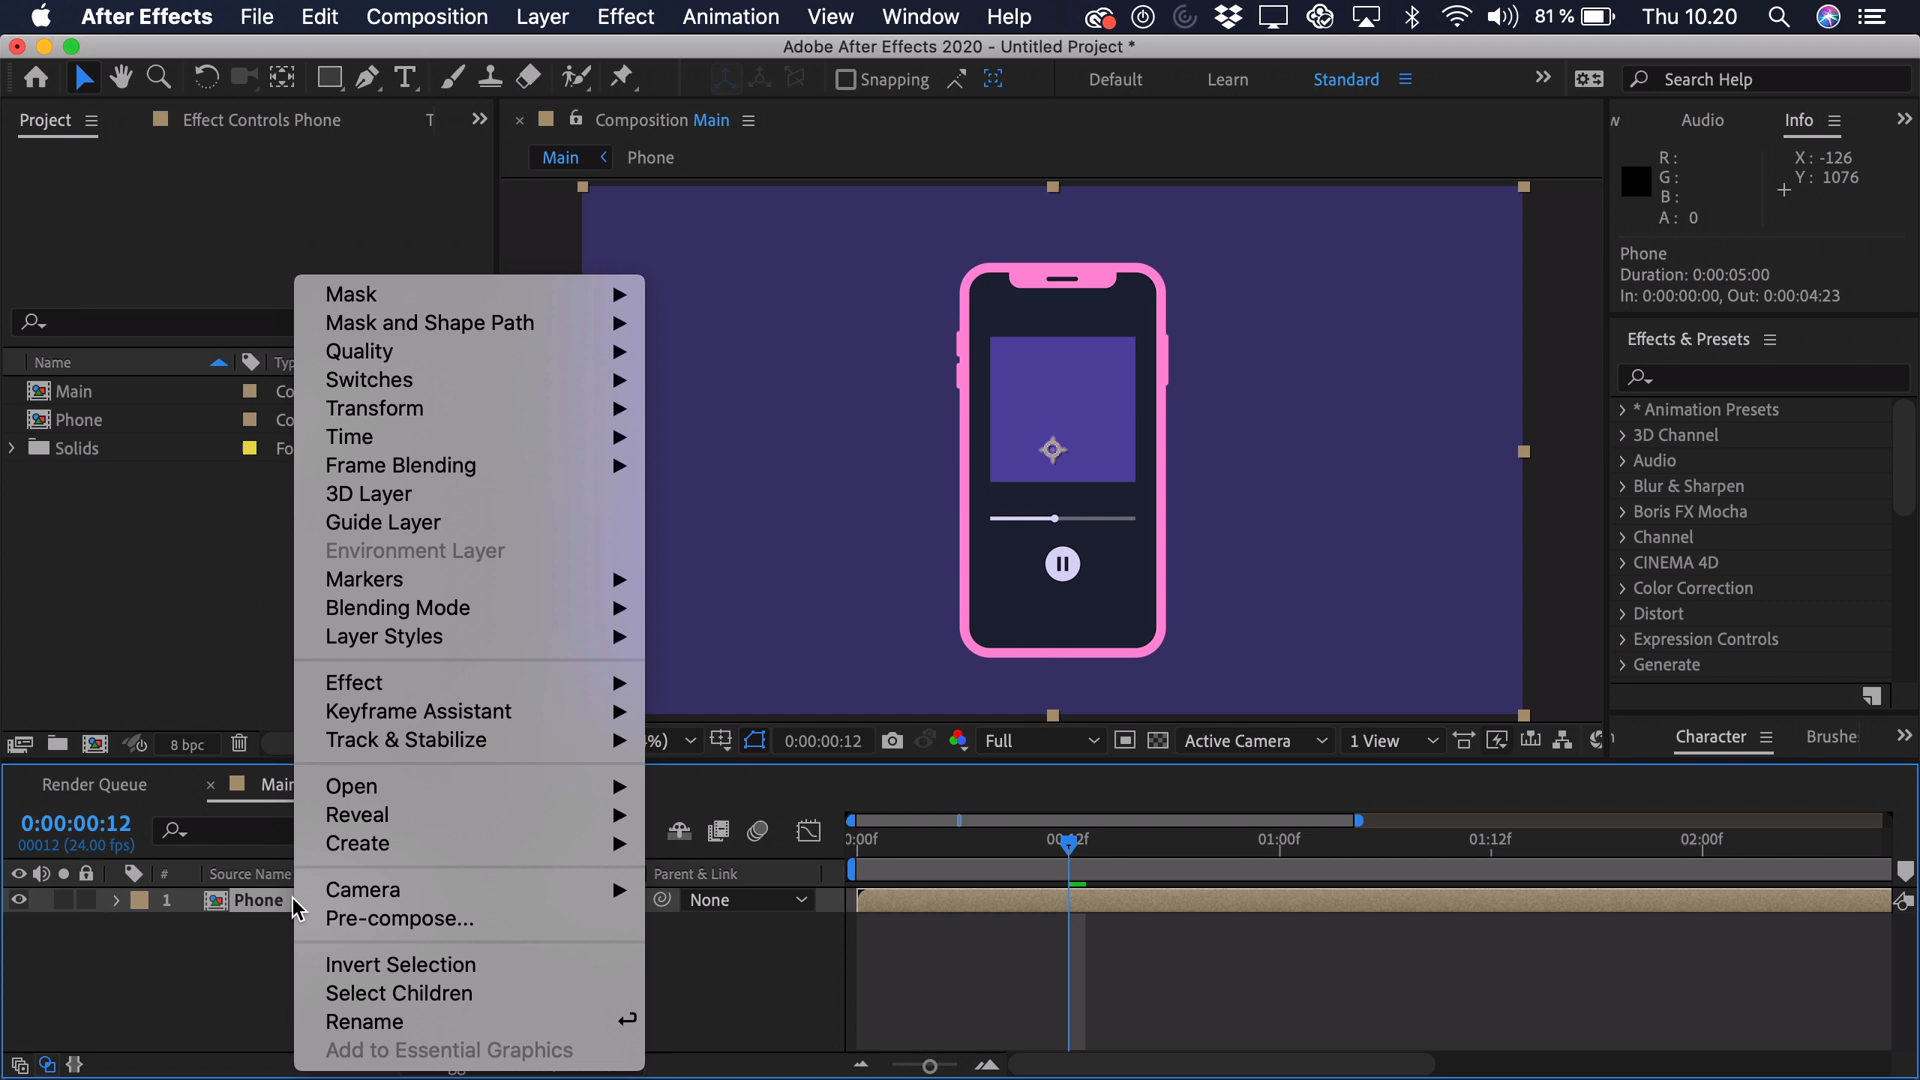 After Effects File Edit Composition Layer Effect Animation View Window Help 81 % Thu 10.20
Adobe After Effects 2020 - Untitled Project *
Snapping Default Learn Standard Search Help
Project Effect Controls Phone T
Composition Main
Main Phone
Audio Info
R:
G:
B:
A: 0
X: -126
Y: 1076
Phone
Duration: 0:00:05:00
In: 0:00:00:00, Out: 0:00:04:23
Effects & Presets
* Animation Presets
3D Channel
Audio
Blur & Sharpen
Boris FX Mocha
Channel
CINEMA 4D
Color Correction
Distort
Expression Controls
Generate
Character Brushe
Name Typ
Main Co
Phone Co
Solids Fo
8 bpc
Mask
Mask and Shape Path
Quality
Switches
Transform
Time
Frame Blending
3D Layer
Guide Layer
Environment Layer
Markers
Blending Mode
Layer Styles
Effect
Keyframe Assistant
Track & Stabilize
Open
Reveal
Create
Camera
Pre-compose...
Invert Selection
Select Children
Rename
Add to Essential Graphics
%) 0:00:00:12 Full Active Camera 1 View
Render Queue Main
0:00:00:12
00012 (24.00 fps)
# Source Name Parent & Link
1 Phone None
0:00f 00:12f 01:00f 01:12f 02:00f